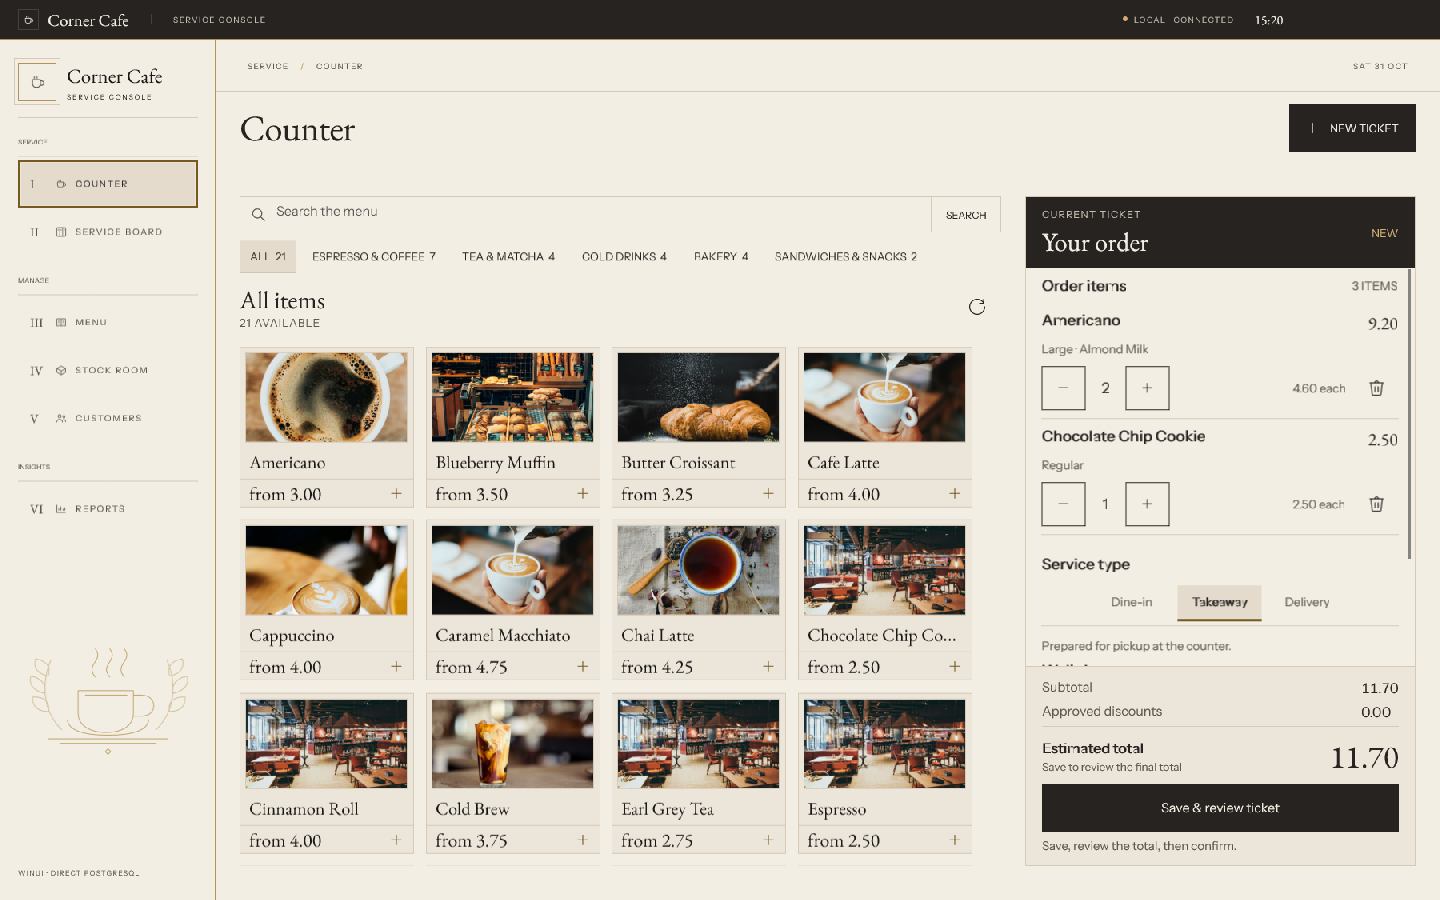 Corner Cafe
SERVICE CONSOLE
LOCAL CONNECTED
15:20
Corner Cafe
SERVICE CONSOLE
SERVICE
I COUNTER
II SERVICE BOARD
MANAGE
III MENU
IV STOCK ROOM
V CUSTOMERS
INSIGHTS
VI REPORTS
WINUI · DIRECT POSTGRESQL
SERVICE / COUNTER
SAT 31 OCT
Counter
NEW TICKET
Search the menu
SEARCH
ALL 21
ESPRESSO & COFFEE 7
TEA & MATCHA 4
COLD DRINKS 4
BAKERY 4
SANDWICHES & SNACKS 2
All items
21 AVAILABLE
Americano
from 3.00 +
Blueberry Muffin
from 3.50 +
Butter Croissant
from 3.25 +
Cafe Latte
from 4.00 +
Cappuccino
from 4.00 +
Caramel Macchiato
from 4.75 +
Chai Latte
from 4.25 +
Chocolate Chip Co...
from 2.50 +
Cinnamon Roll
from 4.00 +
Cold Brew
from 3.75 +
Earl Grey Tea
from 2.75 +
Espresso
from 2.50 +
CURRENT TICKET
Your order
NEW
Order items
3 ITEMS
Americano
9.20
Large · Almond Milk
− 2 +
4.60 each
Chocolate Chip Cookie
2.50
Regular
− 1 +
2.50 each
Service type
Dine-in
Takeaway
Delivery
Prepared for pickup at the counter.
Subtotal
11.70
Approved discounts
0.00
Estimated total
11.70
Save to review the final total
Save & review ticket
Save, review the total, then confirm.